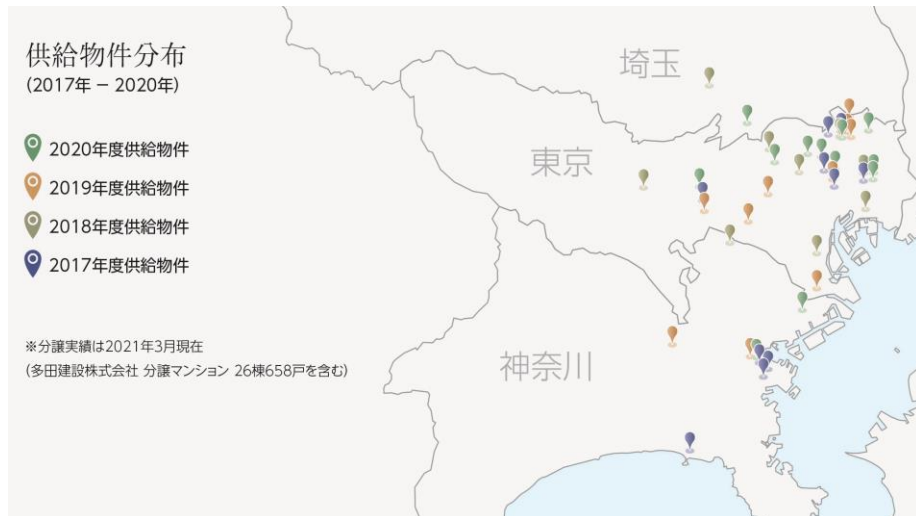 供給物件分布
(2017年 － 2020年)
埼玉
2020年度供給物件
東京
2019年度供給物件
2018年度供給物件
2017年度供給物件
※分譲実績は2021年3月現在
(多田建設株式会社 分譲マンション 26棟658戸を含む)
神奈川